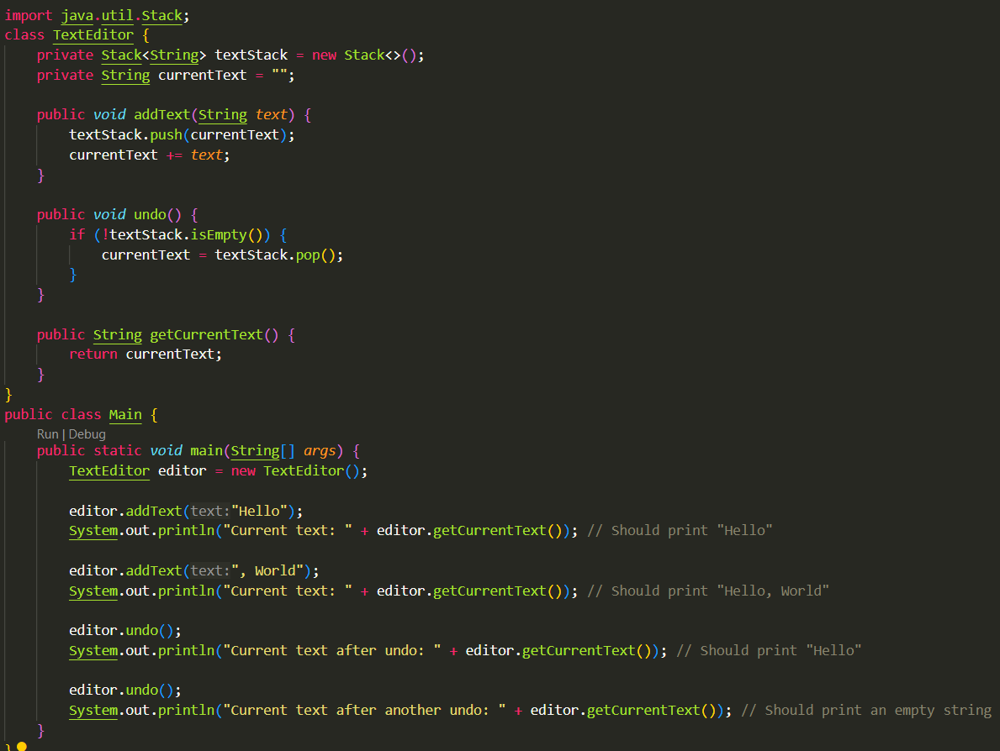 import java.util.Stack;
class TextEditor {
    private Stack<String> textStack = new Stack<>();
    private String currentText = "";

    public void addText(String text) {
        textStack.push(currentText);
        currentText += text;
    }

    public void undo() {
        if (!textStack.isEmpty()) {
            currentText = textStack.pop();
        }
    }

    public String getCurrentText() {
        return currentText;
    }
}
public class Main {
    Run | Debug
    public static void main(String[] args) {
        TextEditor editor = new TextEditor();

        editor.addText(text:"Hello");
        System.out.println("Current text: " + editor.getCurrentText()); // Should print "Hello"

        editor.addText(text:", World");
        System.out.println("Current text: " + editor.getCurrentText()); // Should print "Hello, World"

        editor.undo();
        System.out.println("Current text after undo: " + editor.getCurrentText()); // Should print "Hello"

        editor.undo();
        System.out.println("Current text after another undo: " + editor.getCurrentText()); // Should print an empty string
    }
}